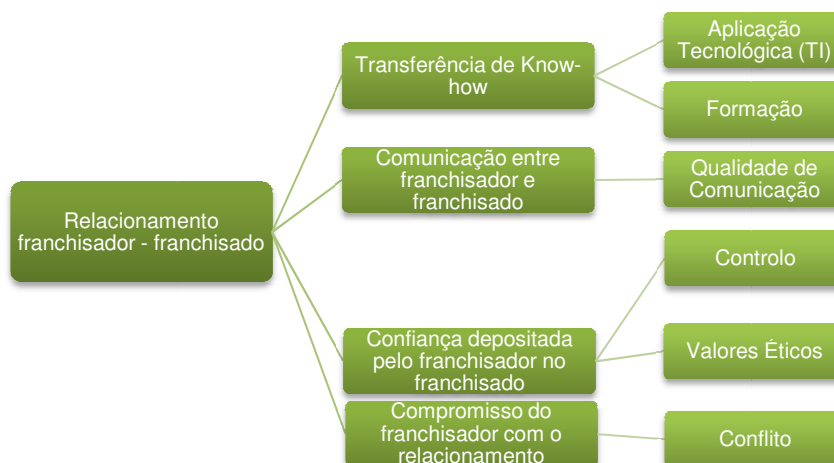 Relacionamento
franchisador - franchisado
Transferência de Know-
how
Aplicação
Tecnológica (TI)
Formação
Comunicação entre
franchisador e
franchisado
Qualidade de
Comunicação
Confiança depositada
pelo franchisador no
franchisado
Controlo
Valores Éticos
Compromisso do
franchisador com o
relacionamento
Conflito